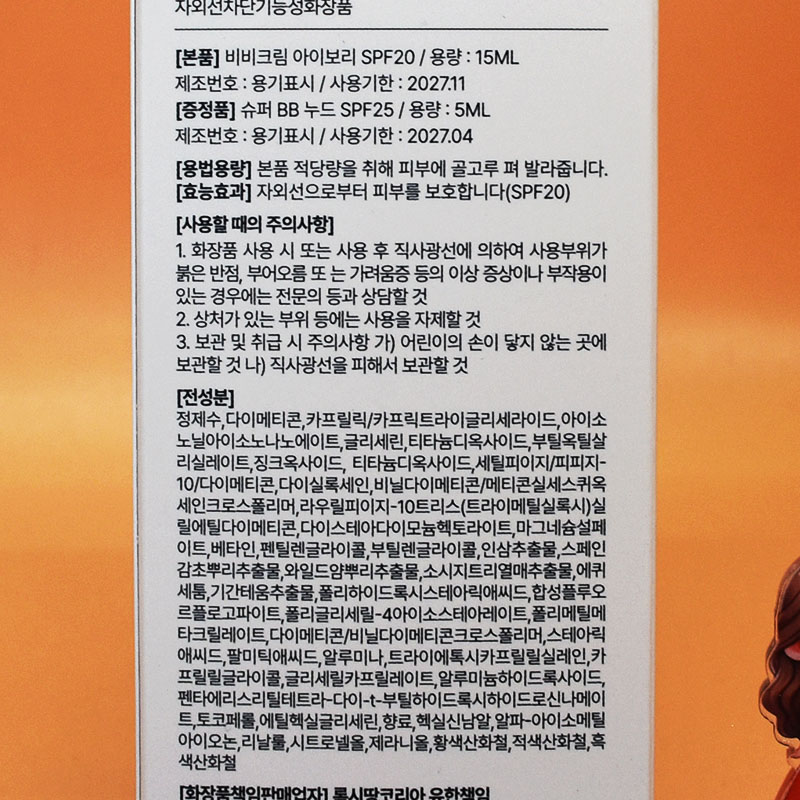 자외선차단기능성화장품
[본품] 비비크림 아이보리 SPF20 / 용량 : 15ML
제조번호 : 용기표시 / 사용기한 : 2027.11
[증정품] 슈퍼 BB 누드 SPF25 / 용량 : 5ML
제조번호 : 용기표시 / 사용기한 : 2027.04
[용법용량] 본품 적당량을 취해 피부에 골고루 펴 발라줍니다.
[효능효과] 자외선으로부터 피부를 보호합니다(SPF20)
[사용할 때의 주의사항]
1. 화장품 사용 시 또는 사용 후 직사광선에 의하여 사용부위가
붉은 반점, 부어오름 또 는 가려움증 등의 이상 증상이나 부작용이
있는 경우에는 전문의 등과 상담할 것
2. 상처가 있는 부위 등에는 사용을 자제할 것
3. 보관 및 취급 시 주의사항 가) 어린이의 손이 닿지 않는 곳에
보관할 것 나) 직사광선을 피해서 보관할 것
[전성분]
정제수,다이메티콘,카프릴릭/카프릭트라이글리세라이드,아이소
노닐아이소노나노에이트,글리세린,티타늄디옥사이드,부틸옥틸살
리실레이트,징크옥사이드, 티타늄디옥사이드,세틸피이지/피피지-
10/다이메티콘,다이실록세인,비닐다이메티콘/메티콘실세스퀴옥
세인크로스폴리머,라우릴피이지-10트리스(트라이메틸실록시)실
릴에틸다이메티콘,다이스테아다이모늄헥토라이트,마그네슘설페
이트,베타인,펜틸렌글라이콜,부틸렌글라이콜,인삼추출물,스페인
감초뿌리추출물,와일드얌뿌리추출물,소시지트리열매추출물,에퀴
세톰,기간테움추출물,폴리하이드록시스테아릭애씨드,합성플루오
르플로고파이트,폴리글리세릴-4아이소스테아레이트,폴리메틸메
타크릴레이트,다이메티콘/비닐다이메티콘크로스폴리머,스테아릭
애씨드,팔미틱애씨드,알루미나,트라이에톡시카프릴릴실레인,카
프릴릴글라이콜,글리세릴카프릴레이트,알루미늄하이드록사이드,
펜타에리스리틸테트라-다이-t-부틸하이드록시하이드로신나메이
트,토코페롤,에틸헥실글리세린,향료,헥실신남알,알파-아이소메틸
아이오논,리날룰,시트로넬올,제라니올,황색산화철,적색산화철,흑
색산화철
[화장품책임판매업자] 록시땅코리아 유한책임